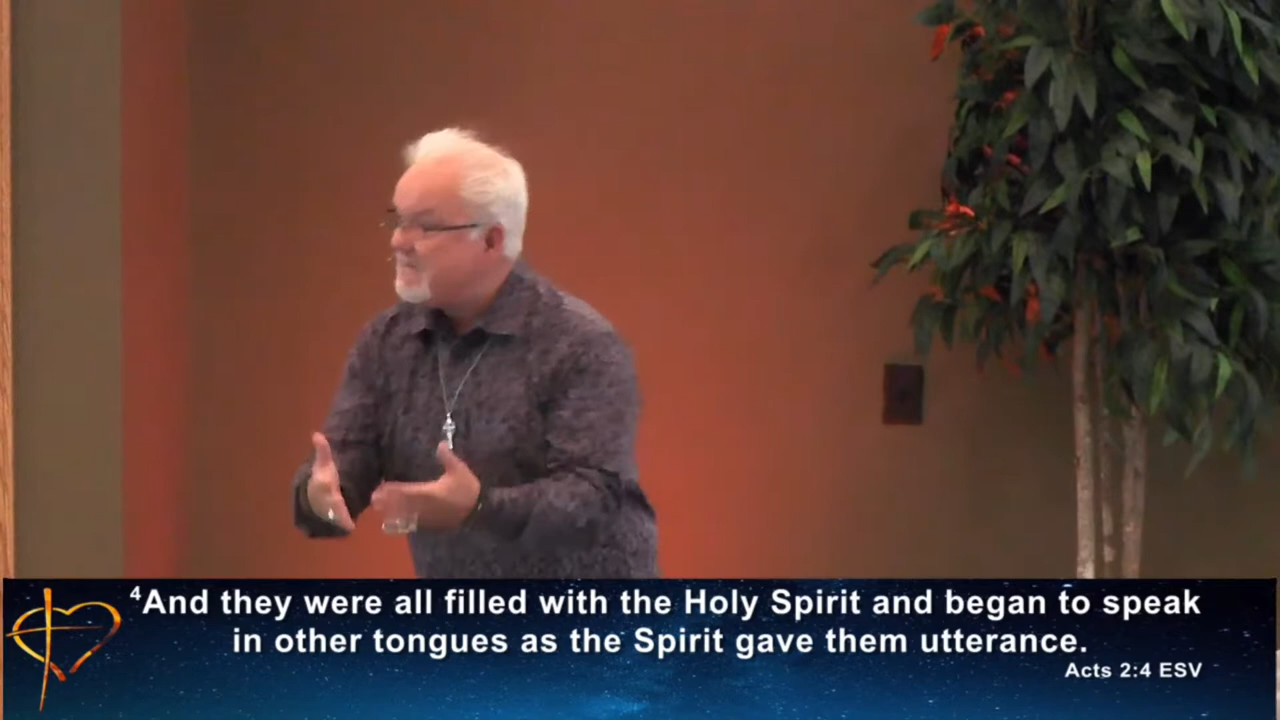 ⁴And they were all filled with the Holy Spirit and began to speak
in other tongues as the Spirit gave them utterance.
Acts 2:4 ESV